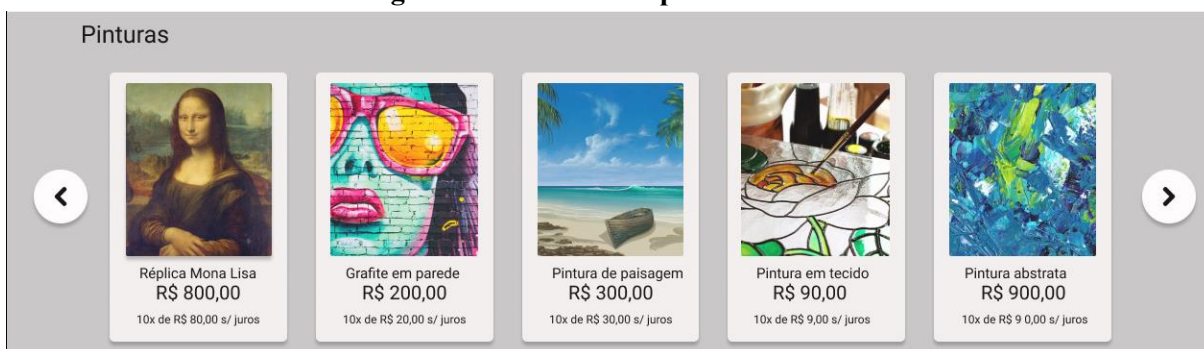 Pinturas
Réplica Mona Lisa
R$ 800,00
10x de R$ 80,00 s/ juros
Grafite em parede
R$ 200,00
10x de R$ 20,00 s/ juros
Pintura de paisagem
R$ 300,00
10x de R$ 30,00 s/ juros
Pintura em tecido
R$ 90,00
10x de R$ 9,00 s/ juros
Pintura abstrata
R$ 900,00
10x de R$ 9 0,00 s/ juros